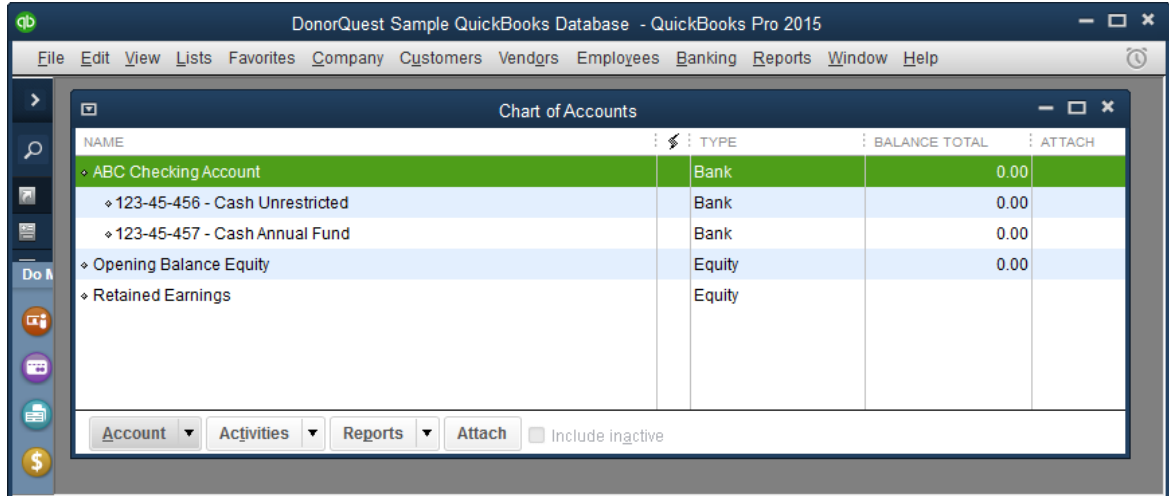 qb
DonorQuest Sample QuickBooks Database - QuickBooks Pro 2015
File Edit View Lists Favorites Company Customers Vendors Employees Banking Reports Window Help
Chart of Accounts
NAME TYPE BALANCE TOTAL ATTACH
ABC Checking Account Bank 0.00
123-45-456 - Cash Unrestricted Bank 0.00
123-45-457 - Cash Annual Fund Bank 0.00
Do M
Opening Balance Equity Equity 0.00
Retained Earnings Equity
Account Activities Reports Attach Include inactive
$